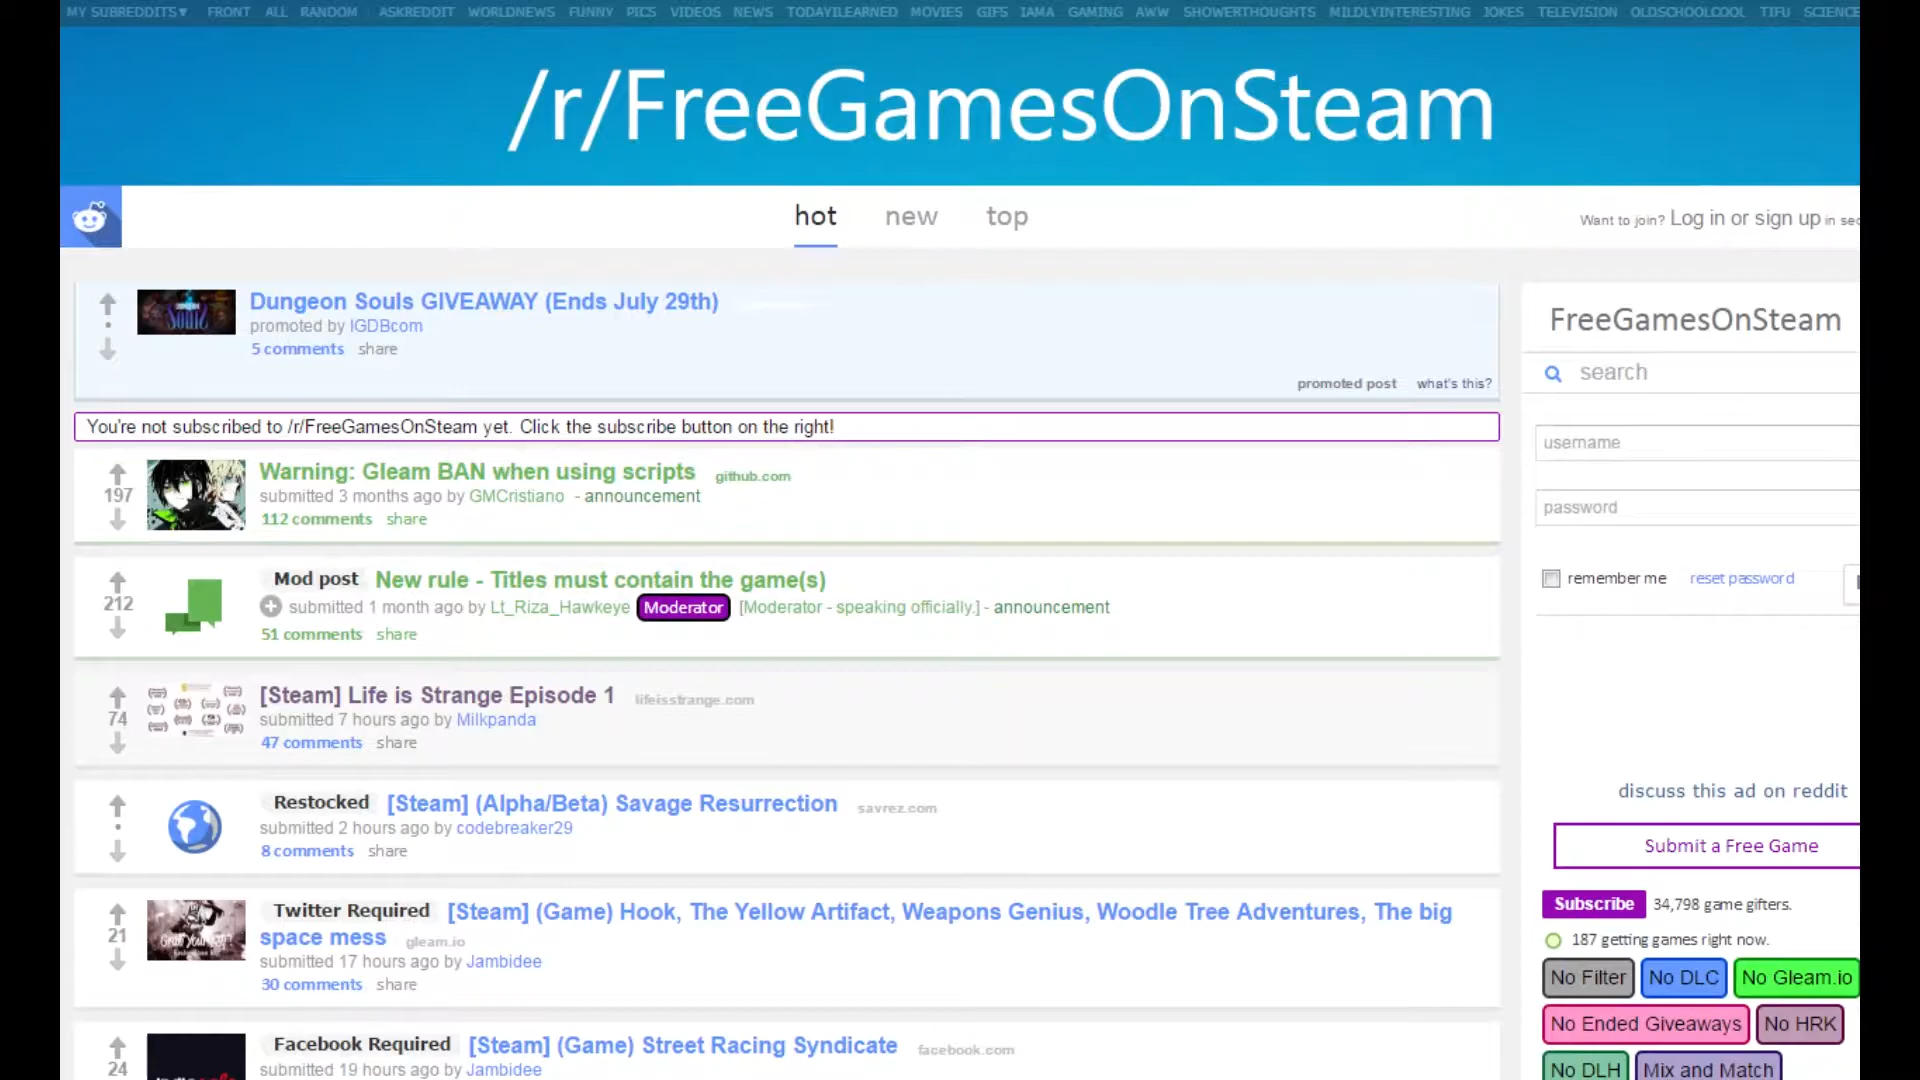 MY SUBREDDITS▼ FRONT ALL RANDOM ASKREDDIT WORLDNEWS FUNNY PICS VIDEOS NEWS TODAYILEARNED MOVIES GIFS IAMA GAMING AWW SHOWERTHOUGHTS MILDLYINTERESTING JOKES TELEVISION OLDSCHOOLCOOL TIFU SCIENCE
/r/FreeGamesOnSteam
hot new top
Want to join? Log in or sign up in sec
Dungeon Souls GIVEAWAY (Ends July 29th)
promoted by IGDBcom
5 comments share
promoted post what's this?
You're not subscribed to /r/FreeGamesOnSteam yet. Click the subscribe button on the right!
197
Warning: Gleam BAN when using scripts github.com
submitted 3 months ago by GMCristiano - announcement
112 comments share
212
Mod post New rule - Titles must contain the game(s)
submitted 1 month ago by Lt_Riza_Hawkeye Moderator [Moderator - speaking officially.] - announcement
51 comments share
74
[Steam] Life is Strange Episode 1 lifeisstrange.com
submitted 7 hours ago by Milkpanda
47 comments share
Restocked [Steam] (Alpha/Beta) Savage Resurrection savrez.com
submitted 2 hours ago by codebreaker29
8 comments share
21
Twitter Required [Steam] (Game) Hook, The Yellow Artifact, Weapons Genius, Woodle Tree Adventures, The big
space mess gleam.io
submitted 17 hours ago by Jambidee
30 comments share
24
Facebook Required [Steam] (Game) Street Racing Syndicate facebook.com
submitted 19 hours ago by Jambidee
FreeGamesOnSteam
search
username
password
remember me reset password
discuss this ad on reddit
Submit a Free Game
Subscribe 34,798 game gifters.
187 getting games right now.
No Filter No DLC No Gleam.io
No Ended Giveaways No HRK
No DLH Mix and Match